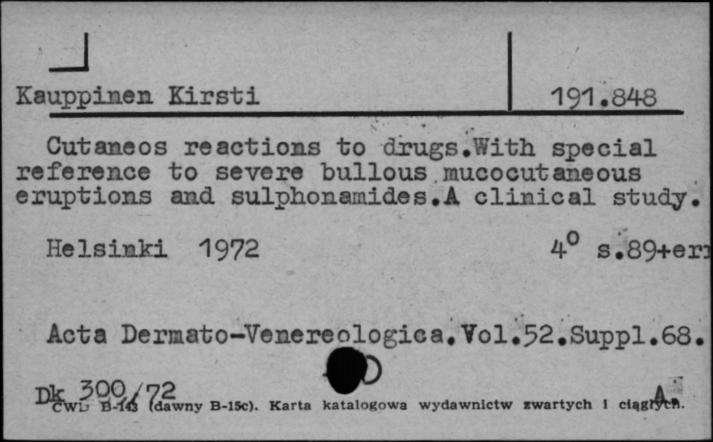 Kauppinen Kirsti 191.848
Cutaneos reactions to drugs.With special
reference to severe bullous mucocutaneous
eruptions and sulphonamides.A clinical study.
Helsinki 1972 4° s.89+err
Acta Dermato-Venereologica.Vol.52.Suppl.68.
Dk 300/72 A.
CWD B-143 (dawny B-15c). Karta katalogowa wydawnictw zwartych i ciągłych.